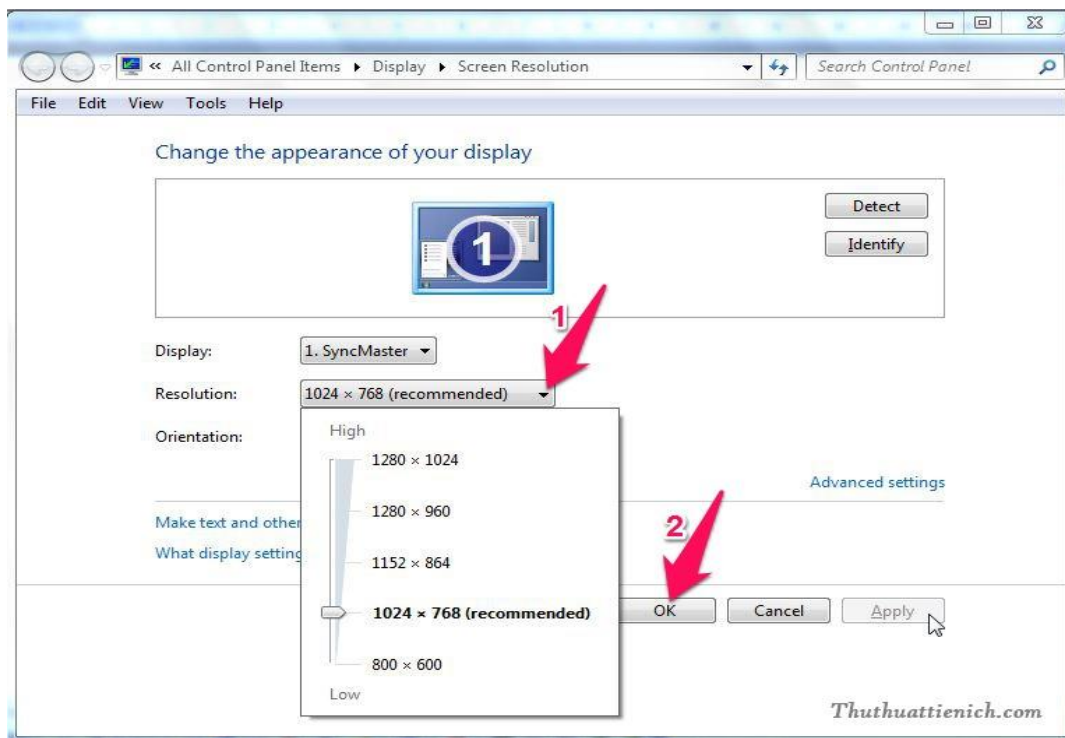 « All Control Panel Items ▸ Display ▸ Screen Resolution Search Control Panel
File Edit View Tools Help
Change the appearance of your display
1
Detect
Identify
1
Display: 1. SyncMaster
Resolution: 1024 × 768 (recommended)
Orientation:
High
1280 × 1024
Advanced settings
1280 × 960
Make text and other
2
What display setting
1152 × 864
1024 × 768 (recommended)
OK Cancel Apply
800 × 600
Low
Thuthuattienich.com